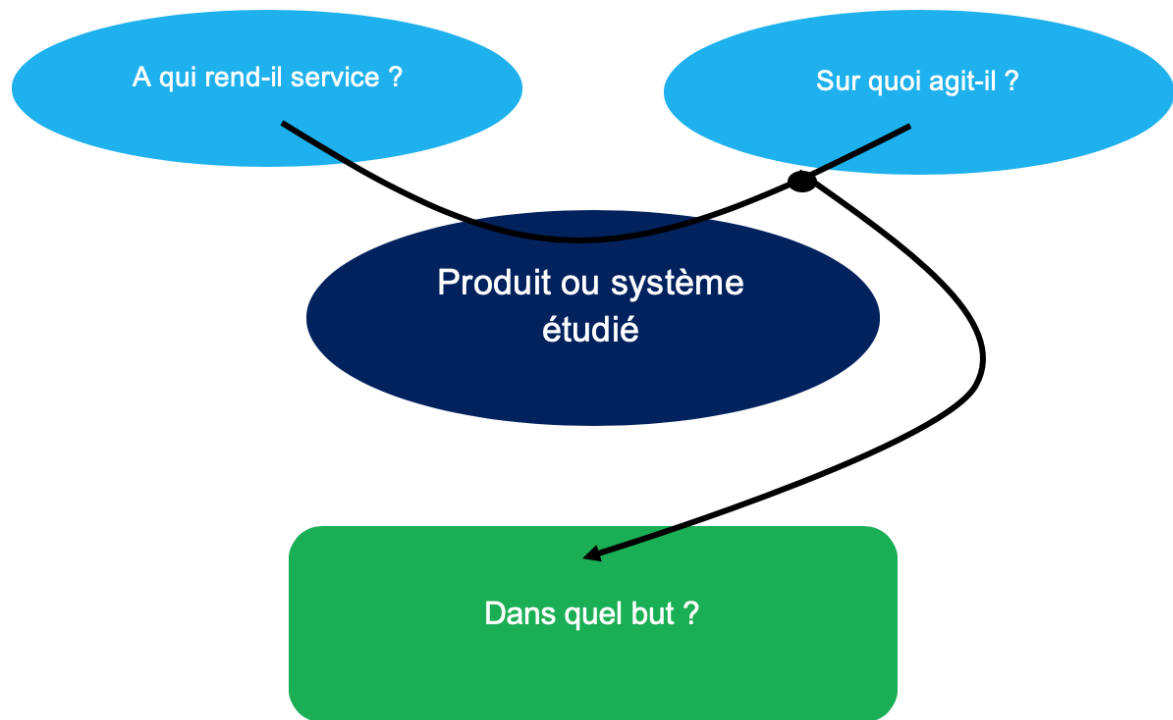 A qui rend-il service ?
Sur quoi agit-il ?
Produit ou système
étudié
Dans quel but ?